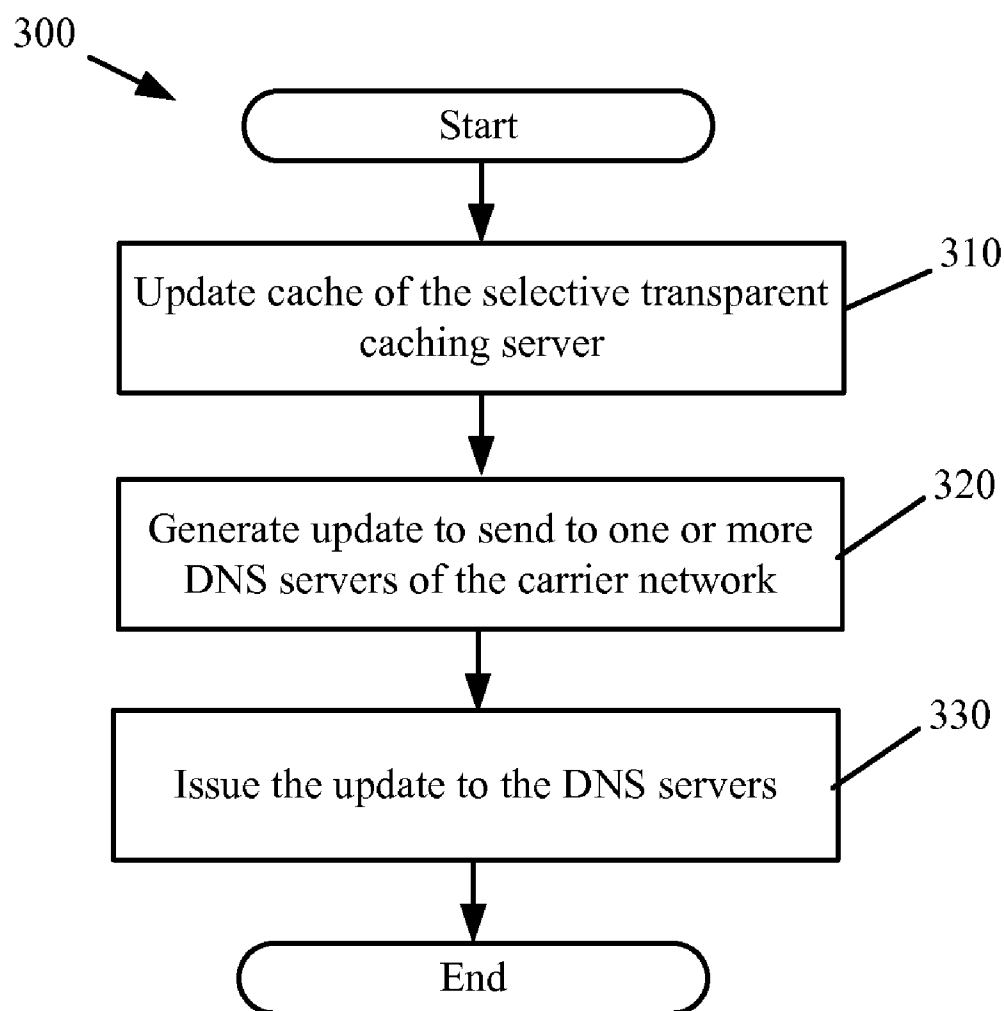 300
Start
310
Update cache of the selective transparent
caching server
320
Generate update to send to one or more
DNS servers of the carrier network
330
Issue the update to the DNS servers
End